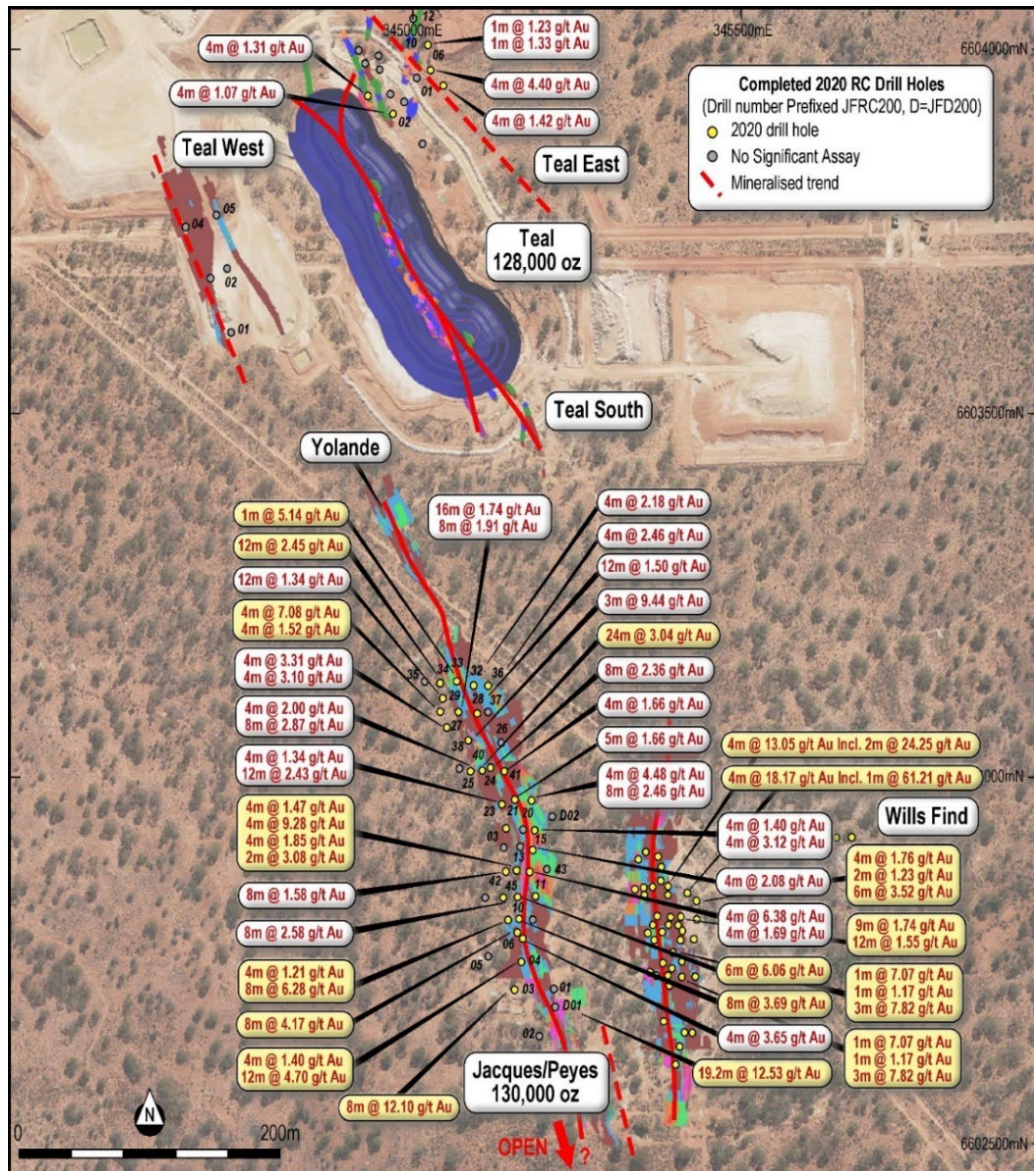 345000mE
345500mE
6604000mN
12
10
06
01
02
1m @ 1.23 g/t Au
1m @ 1.33 g/t Au
4m @ 1.31 g/t Au
4m @ 4.40 g/t Au
4m @ 1.07 g/t Au
4m @ 1.42 g/t Au
Completed 2020 RC Drill Holes
(Drill number Prefixed JFRC200, D=JFD200)
2020 drill hole
No Significant Assay
Mineralised trend
Teal West
Teal East
04
05
02
01
Teal
128,000 oz
Teal South
6603500mN
Yolande
1m @ 5.14 g/t Au
12m @ 2.45 g/t Au
12m @ 1.34 g/t Au
4m @ 7.08 g/t Au
4m @ 1.52 g/t Au
4m @ 3.31 g/t Au
4m @ 3.10 g/t Au
4m @ 2.00 g/t Au
8m @ 2.87 g/t Au
4m @ 1.34 g/t Au
12m @ 2.43 g/t Au
4m @ 1.47 g/t Au
4m @ 9.28 g/t Au
4m @ 1.85 g/t Au
2m @ 3.08 g/t Au
8m @ 1.58 g/t Au
8m @ 2.58 g/t Au
4m @ 1.21 g/t Au
8m @ 6.28 g/t Au
8m @ 4.17 g/t Au
4m @ 1.40 g/t Au
12m @ 4.70 g/t Au
8m @ 12.10 g/t Au
16m @ 1.74 g/t Au
8m @ 1.91 g/t Au
4m @ 2.18 g/t Au
4m @ 2.46 g/t Au
12m @ 1.50 g/t Au
3m @ 9.44 g/t Au
24m @ 3.04 g/t Au
8m @ 2.36 g/t Au
4m @ 1.66 g/t Au
5m @ 1.66 g/t Au
4m @ 4.48 g/t Au
8m @ 2.46 g/t Au
35
34
33
32
36
29
28
37
27
38
26
40
25
24
41
23
21
20
D02
03
15
13
42
45
11
43
10
06
05
04
03
01
D01
02
4m @ 13.05 g/t Au Incl. 2m @ 24.25 g/t Au
000mN
4m @ 18.17 g/t Au Incl. 1m @ 61.21 g/t Au
Wills Find
4m @ 1.40 g/t Au
4m @ 3.12 g/t Au
4m @ 2.08 g/t Au
4m @ 6.38 g/t Au
4m @ 1.69 g/t Au
6m @ 6.06 g/t Au
8m @ 3.69 g/t Au
4m @ 3.65 g/t Au
19.2m @ 12.53 g/t Au
4m @ 1.76 g/t Au
2m @ 1.23 g/t Au
6m @ 3.52 g/t Au
9m @ 1.74 g/t Au
12m @ 1.55 g/t Au
1m @ 7.07 g/t Au
1m @ 1.17 g/t Au
3m @ 7.82 g/t Au
1m @ 7.07 g/t Au
1m @ 1.17 g/t Au
3m @ 7.82 g/t Au
Jacques/Peyes
130,000 oz
N
0
200m
OPEN
?
6602500mN